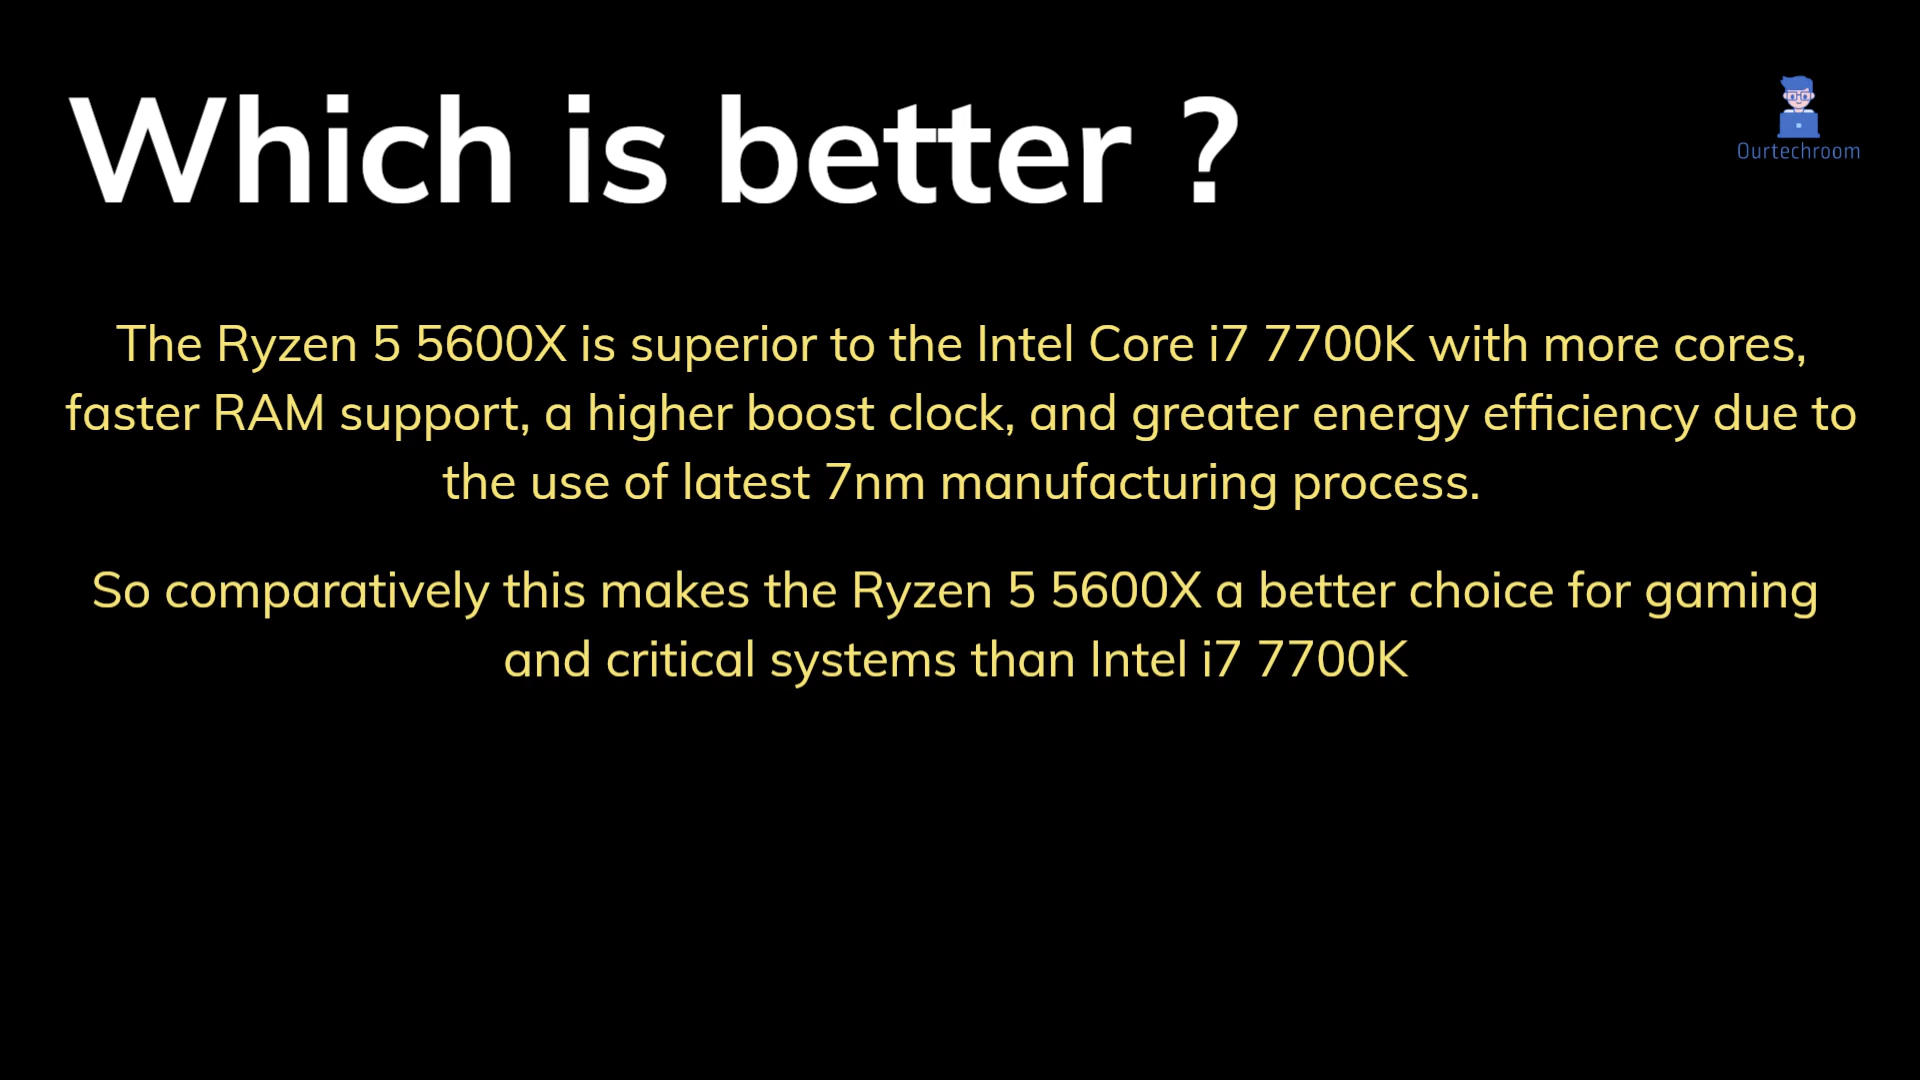 Which is better ?
Ourtechroom
The Ryzen 5 5600X is superior to the Intel Core i7 7700K with more cores,
faster RAM support, a higher boost clock, and greater energy efficiency due to
the use of latest 7nm manufacturing process.
So comparatively this makes the Ryzen 5 5600X a better choice for gaming
and critical systems than Intel i7 7700K